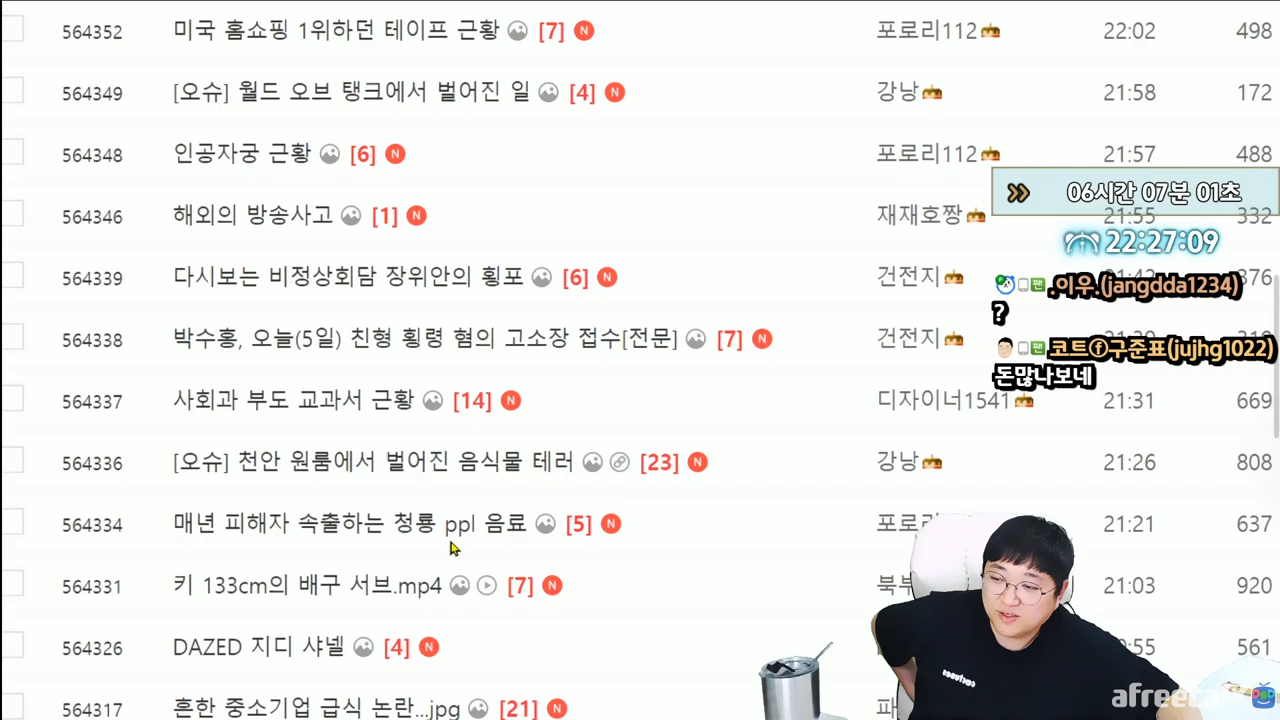 564352 미국 홈쇼핑 1위하던 테이프 근황 [7] N 포로리112 22:02 498
564349 [오슈] 월드 오브 탱크에서 벌어진 일 [4] N 강낭 21:58 172
564348 인공자궁 근황 [6] N 포로리112 21:57 488
06시간 07분 01초
564346 해외의 방송사고 [1] N 재재호짱 21:55 332
22:27:09
564339 다시보는 비정상회담 장위안의 횡포 [6] N 건전지 376
팬 .이우.(jangdda1234)
?
564338 박수홍, 오늘(5일) 친형 횡령 혐의 고소장 접수[전문] [7] N 건전지
팬 코트ⓕ구준표(jujhg1022)
돈많나보네
564337 사회과 부도 교과서 근황 [14] N 디자이너1541 21:31 669
564336 [오슈] 천안 원룸에서 벌어진 음식물 테러 [23] N 강낭 21:26 808
564334 매년 피해자 속출하는 청룡 ppl 음료 [5] N 포로리 21:21 637
564331 키 133cm의 배구 서브.mp4 [7] N 북부 21:03 920
564326 DAZED 지디 샤넬 [4] N :55 561
564317 흔한 중소기업 급식 논란...jpg [21] N
afreeca